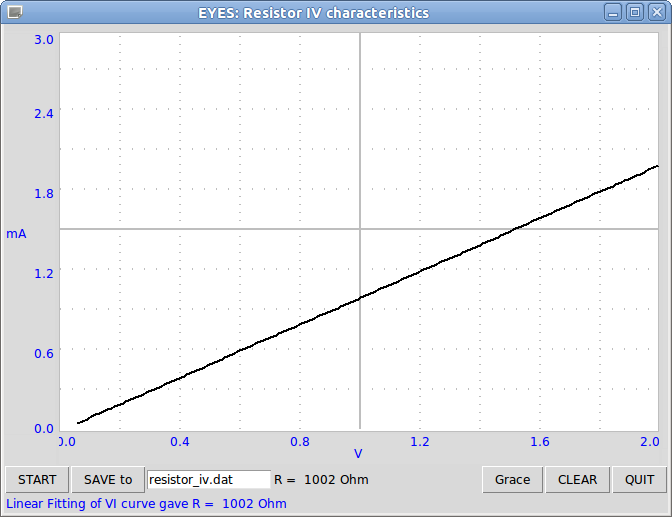 EYES: Resistor IV characteristics
3.0
2.4
1.8
mA
1.2
0.6
0.0
0.0 0.4 0.8 1.2 1.6 2.0
V
START SAVE to resistor_iv.dat R = 1002 Ohm Grace CLEAR QUIT
Linear Fitting of VI curve gave R = 1002 Ohm